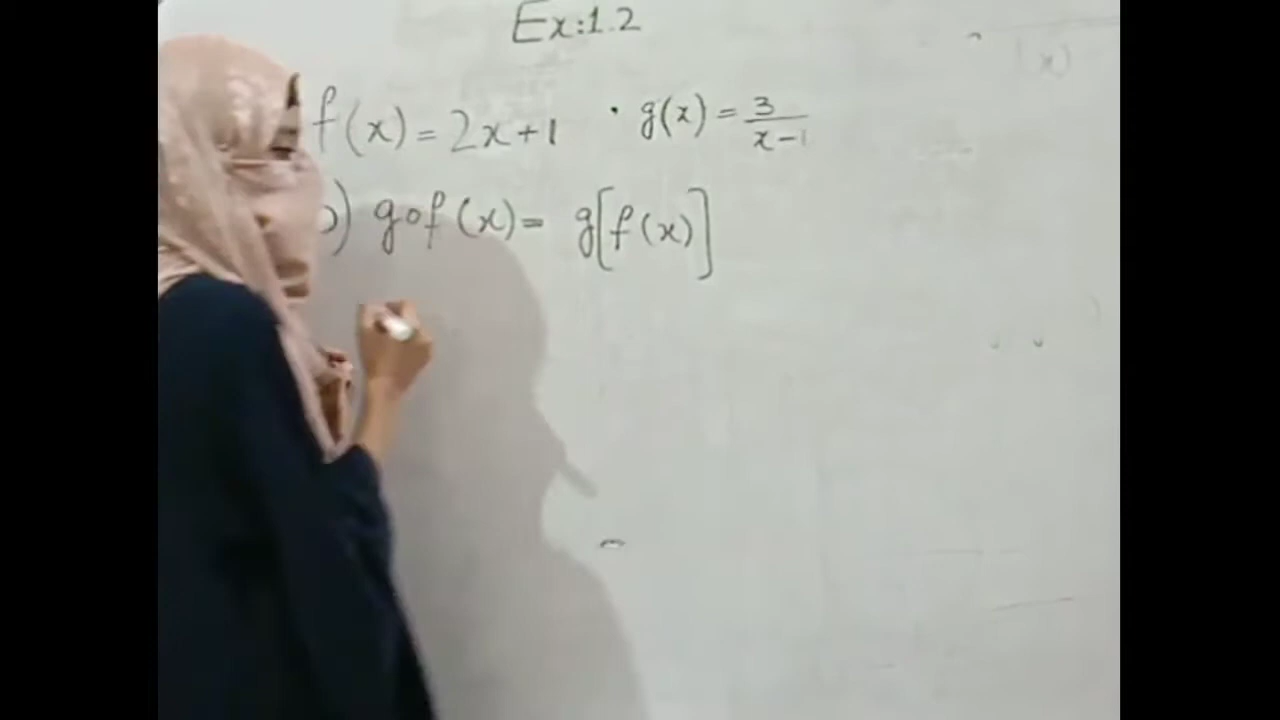 Ex:1.2
f(x) = 2x+1 • g(x) = 3/(x-1)
b) gof(x) = g[f(x)]
(x)